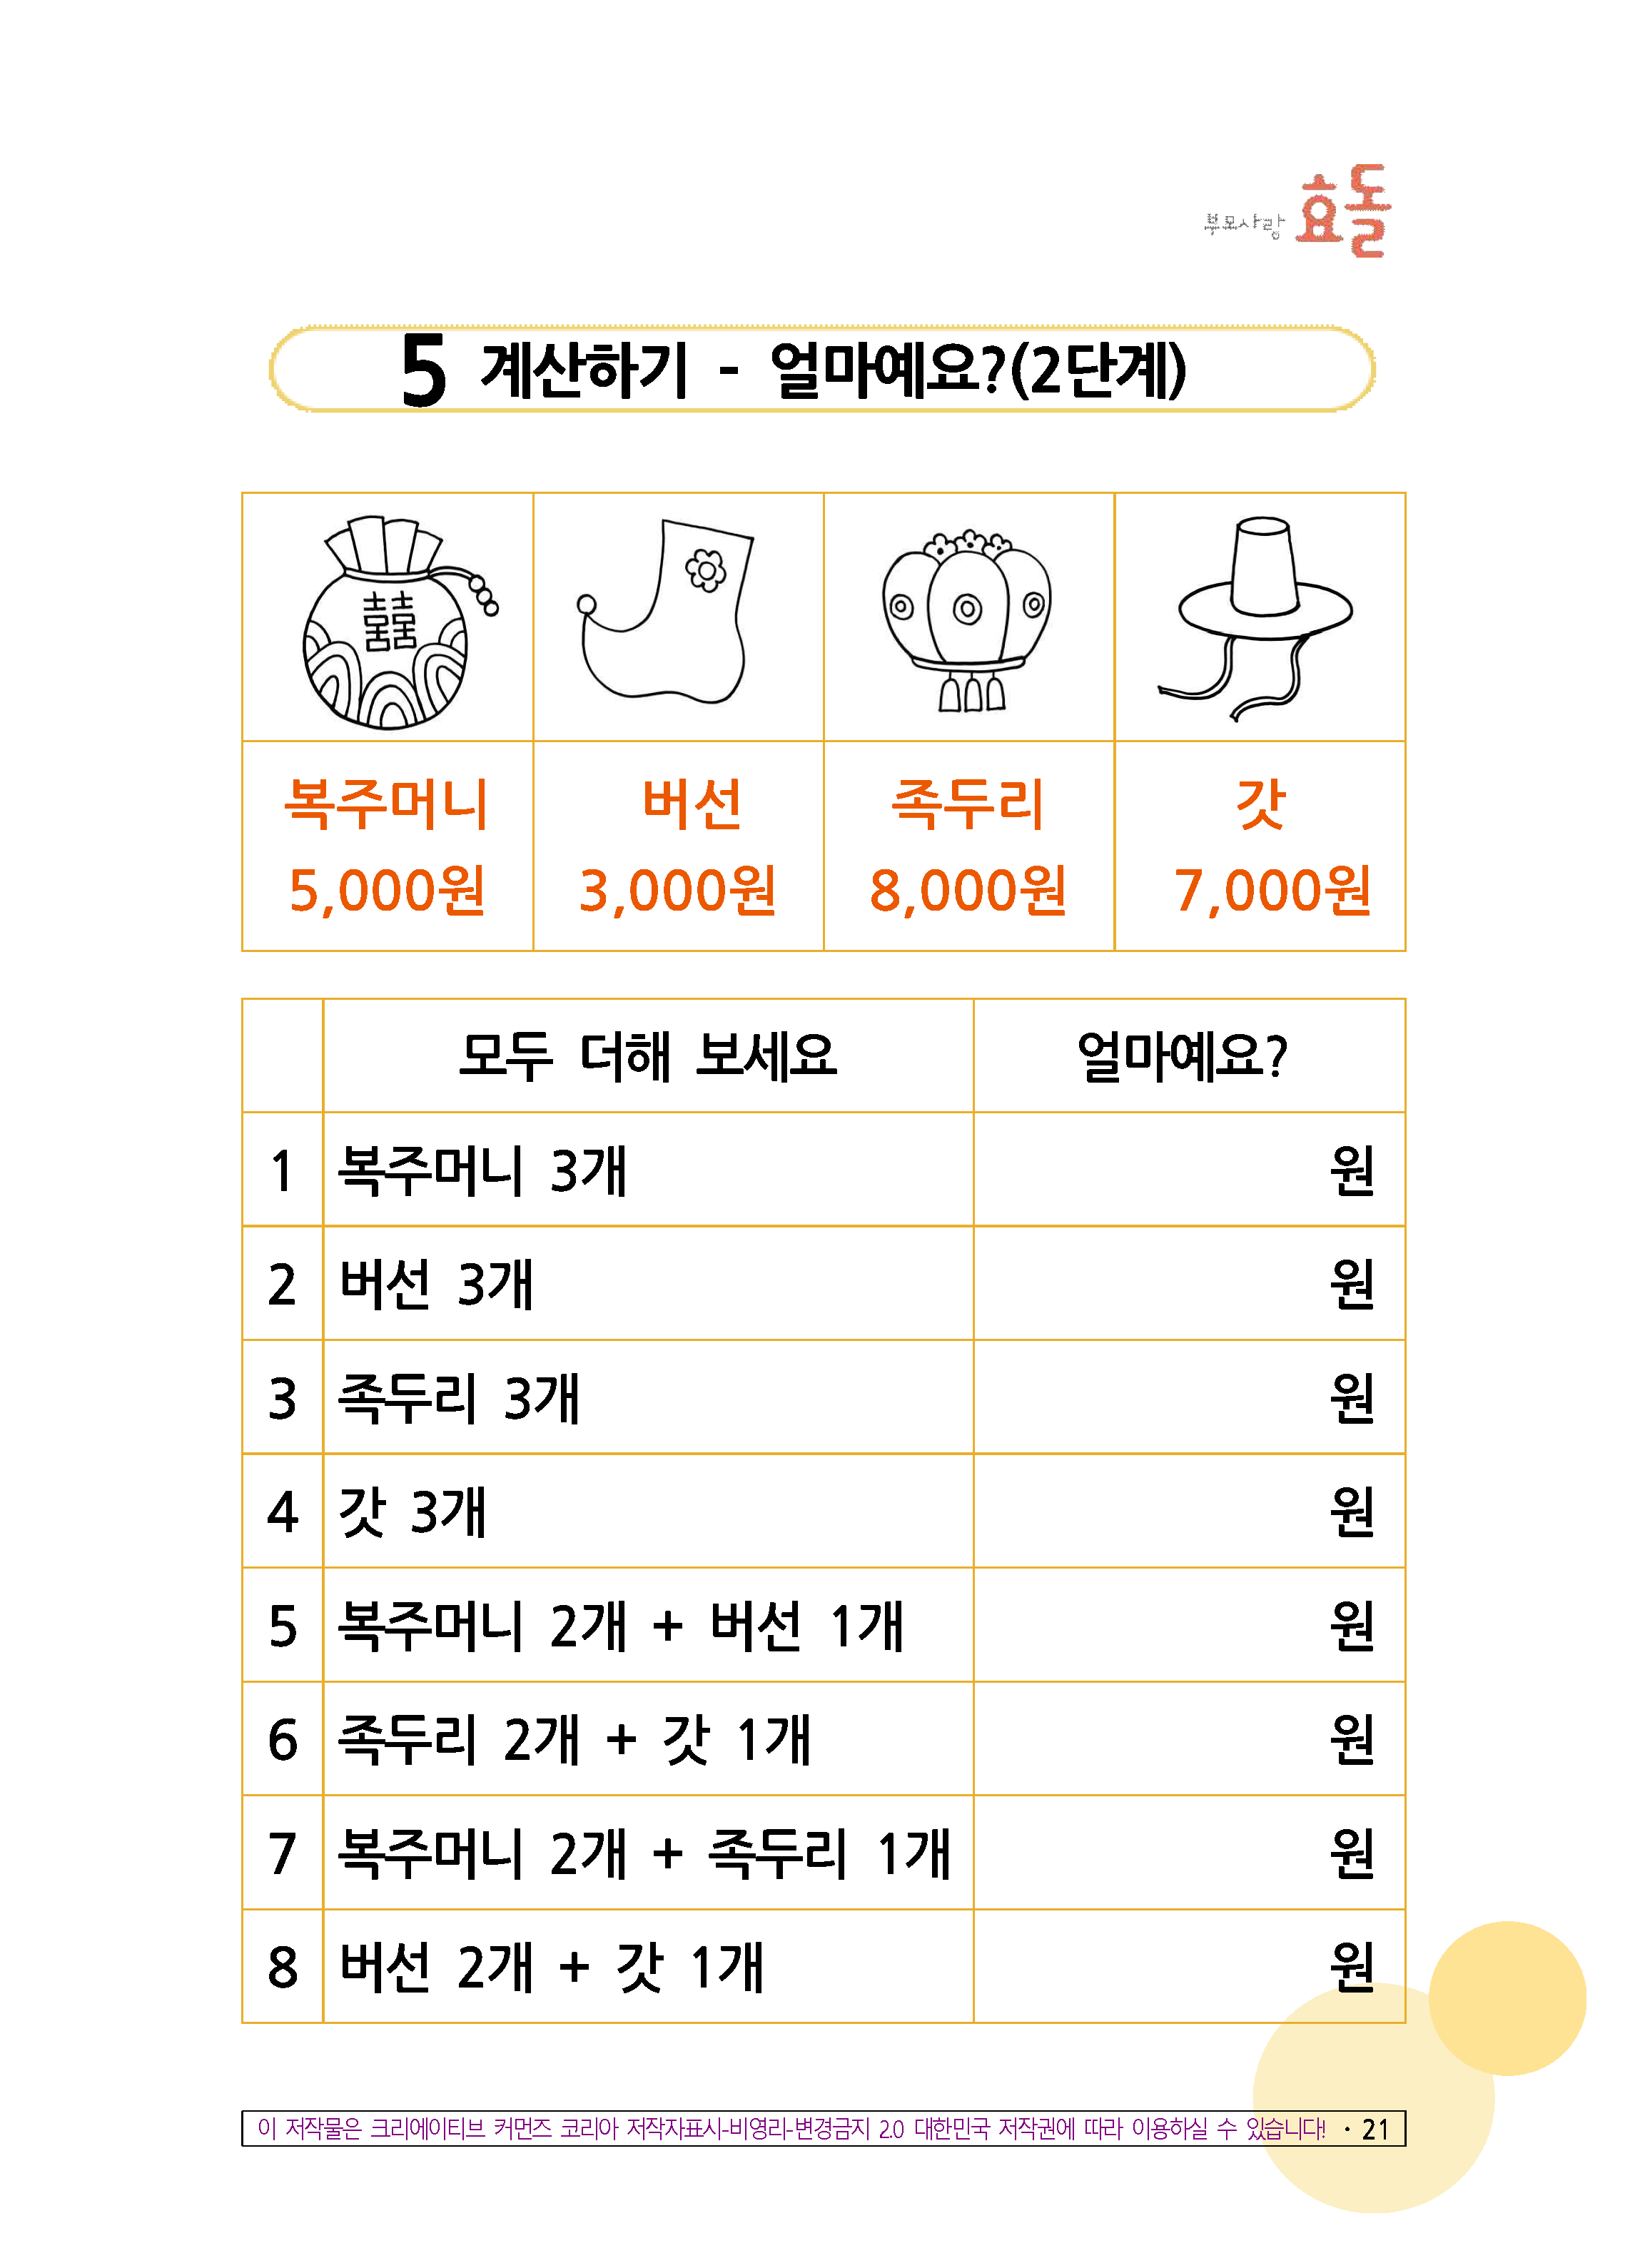 부모사랑 효돌
5 계산하기 - 얼마예요?(2단계)
囍
복주머니 버선 족두리 갓
5,000원 3,000원 8,000원 7,000원
모두 더해 보세요 얼마예요?
1 복주머니 3개 원
2 버선 3개 원
3 족두리 3개 원
4 갓 3개 원
5 복주머니 2개 + 버선 1개 원
6 족두리 2개 + 갓 1개 원
7 복주머니 2개 + 족두리 1개 원
8 버선 2개 + 갓 1개 원
이 저작물은 크리에이티브 커먼즈 코리아 저작자표시-비영리-변경금지 2.0 대한민국 저작권에 따라 이용하실 수 있습니다! · 21